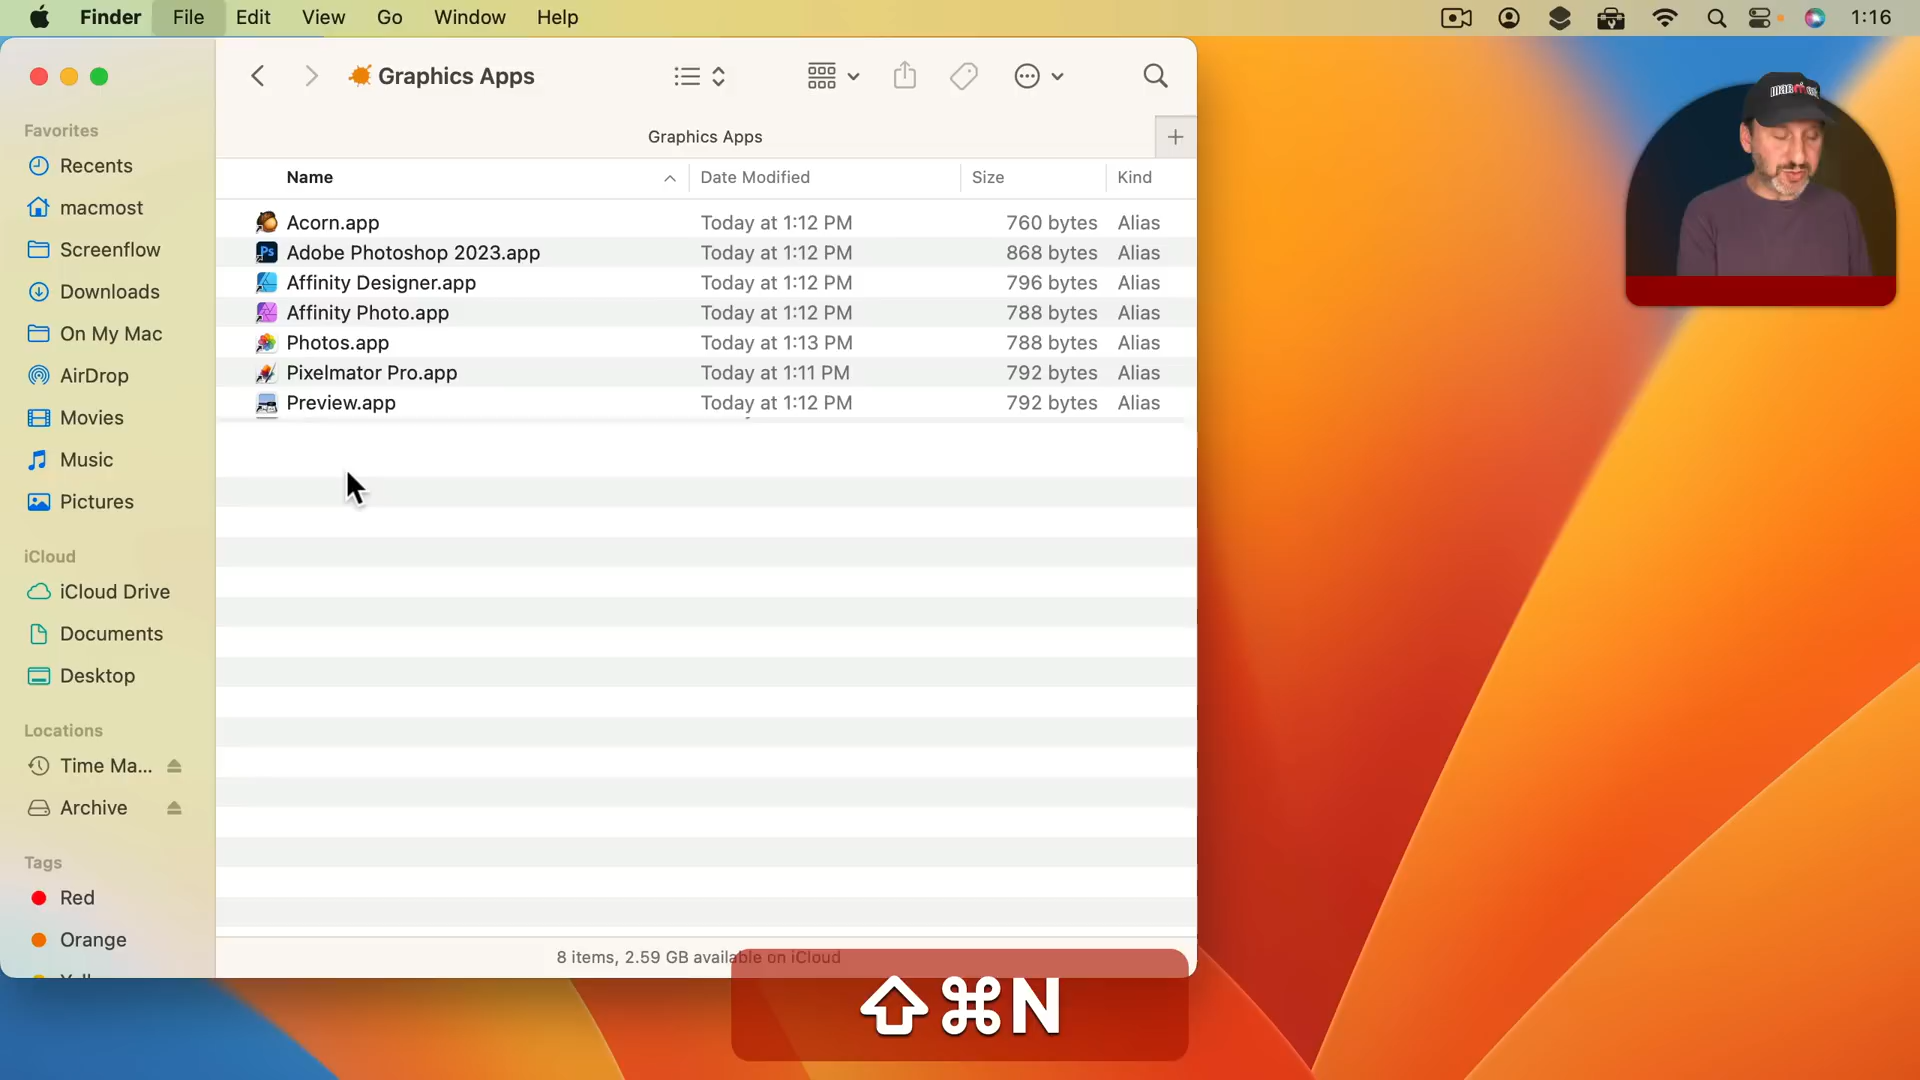 Finder File Edit View Go Window Help 1:16
Graphics Apps
Graphics Apps
Favorites
Recents
macmost
Screenflow
Downloads
On My Mac
AirDrop
Movies
Music
Pictures
iCloud
iCloud Drive
Documents
Desktop
Locations
Time Ma...
Archive
Tags
Red
Orange
Name Date Modified Size Kind
Acorn.app Today at 1:12 PM 760 bytes Alias
Adobe Photoshop 2023.app Today at 1:12 PM 868 bytes Alias
Affinity Designer.app Today at 1:12 PM 796 bytes Alias
Affinity Photo.app Today at 1:12 PM 788 bytes Alias
Photos.app Today at 1:13 PM 788 bytes Alias
Pixelmator Pro.app Today at 1:11 PM 792 bytes Alias
Preview.app Today at 1:12 PM 792 bytes Alias
8 items, 2.59 GB available on iCloud
⇧⌘N